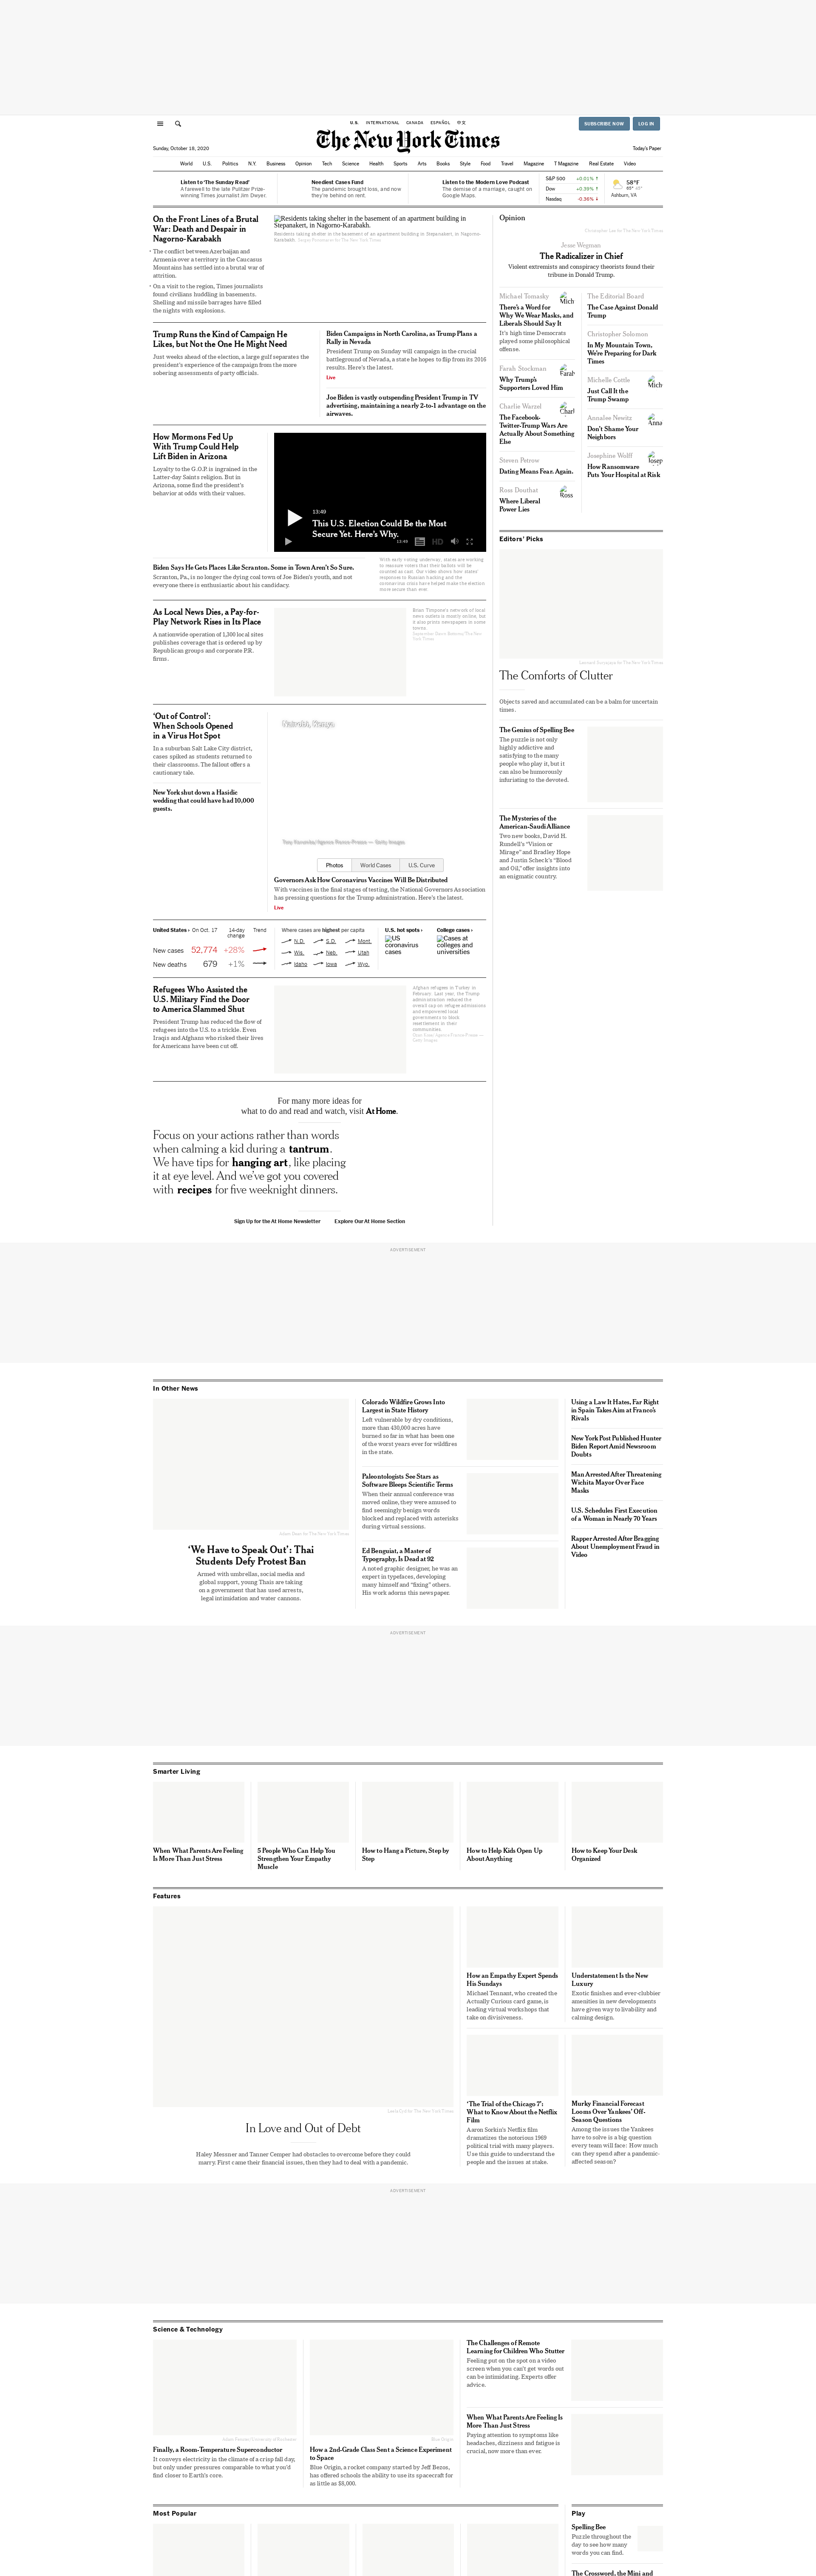 U.S. INTERNATIONAL CANADA ESPAÑOL 中文
SUBSCRIBE NOW LOG IN
The New York Times
Sunday, October 18, 2020
Today's Paper
World U.S. Politics N.Y. Business Opinion Tech Science Health Sports Arts Books Style Food Travel Magazine T Magazine Real Estate Video
Listen to 'The Sunday Read'
A farewell to the late Pulitzer Prize-
winning Times journalist Jim Dwyer.
Neediest Cases Fund
The pandemic brought loss, and now
they're behind on rent.
Listen to the Modern Love Podcast
The demise of a marriage, caught on
Google Maps.
S&P 500 +0.01% ↑
Dow +0.39% ↑
Nasdaq -0.36% ↓
58°F
Ashburn, VA
On the Front Lines of a Brutal
War: Death and Despair in
Nagorno-Karabakh
• The conflict between Azerbaijan and
Armenia over a territory in the Caucasus
Mountains has settled into a brutal war of
attrition.
• On a visit to the region, Times journalists
found civilians huddling in basements.
Shelling and missile barrages have filled
the nights with explosions.
Residents taking shelter in the basement of an apartment building in
Stepanakert, in Nagorno-Karabakh.
Residents taking shelter in the basement of an apartment building in Stepanakert, in Nagorno-
Karabakh. Sergey Ponomarev for The New York Times
Trump Runs the Kind of Campaign He
Likes, but Not the One He Might Need
Just weeks ahead of the election, a large gulf separates the
president's experience of the campaign from the more
sobering assessments of party officials.
Biden Campaigns in North Carolina, as Trump Plans a
Rally in Nevada
President Trump on Sunday will campaign in the crucial
battleground of Nevada, a state he hopes to flip from its 2016
results. Here's the latest.
Live
Joe Biden is vastly outspending President Trump in TV
advertising, maintaining a nearly 2-to-1 advantage on the
airwaves.
How Mormons Fed Up
With Trump Could Help
Lift Biden in Arizona
Loyalty to the G.O.P. is ingrained in the
Latter-day Saints religion. But in
Arizona, some find the president's
behavior at odds with their values.
13:49
This U.S. Election Could Be the Most
Secure Yet. Here's Why.
13:49 HD
Biden Says He Gets Places Like Scranton. Some in Town Aren't So Sure.
Scranton, Pa., is no longer the dying coal town of Joe Biden's youth, and not
everyone there is enthusiastic about his candidacy.
With early voting underway, states are working
to reassure voters that their ballots will be
counted as cast. Our video shows how states'
responses to Russian hacking and the
coronavirus crisis have helped make the election
more secure than ever.
As Local News Dies, a Pay-for-
Play Network Rises in Its Place
A nationwide operation of 1,300 local sites
publishes coverage that is ordered up by
Republican groups and corporate P.R.
firms.
Brian Timpone's network of local
news outlets is mostly online, but
it also prints newspapers in some
towns.
'Out of Control':
When Schools Opened
in a Virus Hot Spot
In a suburban Salt Lake City district,
cases spiked as students returned to
their classrooms. The fallout offers a
cautionary tale.
New York shut down a Hasidic
wedding that could have had 10,000
guests.
Nairobi, Kenya.
Tony Karumba/Agence France-Presse — Getty Images
Photos World Cases U.S. Curve
Governors Ask How Coronavirus Vaccines Will Be Distributed
With vaccines in the final stages of testing, the National Governors Association
has pressing questions for the Trump administration. Here's the latest.
Live
United States › On Oct. 17 14-day change Trend
New cases 52,774 +28%
New deaths 679 +1%
Where cases are highest per capita
N.D. S.D. Mont.
Wis. Neb. Utah
Idaho Iowa Wyo.
U.S. hot spots ›
US
coronavirus
cases
College cases ›
Cases at
colleges and
universities
Refugees Who Assisted the
U.S. Military Find the Door
to America Slammed Shut
President Trump has reduced the flow of
refugees into the U.S. to a trickle. Even
Iraqis and Afghans who risked their lives
for Americans have been cut off.
Afghan refugees in Turkey in
February. Last year, the Trump
administration reduced the
overall cap on refugee admissions
and empowered local
governments to block
resettlement in their
communities.
For many more ideas for
what to do and read and watch, visit At Home.
Focus on your actions rather than words
when calming a kid during a tantrum.
We have tips for hanging art, like placing
it at eye level. And we've got you covered
with recipes for five weeknight dinners.
Sign Up for the At Home Newsletter Explore Our At Home Section
Opinion
Christopher Lee for The New York Times
Jesse Wegman
The Radicalizer in Chief
Violent extremists and conspiracy theorists found their
tribune in Donald Trump.
Michael Tomasky
There's a Word for
Why We Wear Masks, and
Liberals Should Say It
It's high time Democrats
played some philosophical
offense.
Farah Stockman
Why Trump's
Supporters Loved Him
Charlie Warzel
The Facebook-
Twitter-Trump Wars Are
Actually About Something
Else
Steven Petrow
Dating Means Fear. Again.
Ross Douthat
Where Liberal
Power Lies
The Editorial Board
The Case Against Donald
Trump
Christopher Solomon
In My Mountain Town,
We're Preparing for Dark
Times
Michelle Cottle
Just Call It the
Trump Swamp
Annalee Newitz
Don't Shame Your
Neighbors
Josephine Wolff
How Ransomware
Puts Your Hospital at Risk
Editors' Picks
The Comforts of Clutter
Objects saved and accumulated can be a balm for uncertain
times.
The Genius of Spelling Bee
The puzzle is not only
highly addictive and
satisfying to the many
people who play it, but it
can also be humorously
infuriating to the devoted.
The Mysteries of the
American-Saudi Alliance
Two new books, David H.
Rundell's "Vision or
Mirage" and Bradley Hope
and Justin Scheck's "Blood
and Oil," offer insights into
an enigmatic country.
ADVERTISEMENT
In Other News
Adam Dean for The New York Times
'We Have to Speak Out': Thai
Students Defy Protest Ban
Armed with umbrellas, social media and
global support, young Thais are taking
on a government that has used arrests,
legal intimidation and water cannons.
Colorado Wildfire Grows Into
Largest in State History
Left vulnerable by dry conditions,
more than 430,000 acres have
burned so far in what has been one
of the worst years ever for wildfires
in the state.
Paleontologists See Stars as
Software Bleeps Scientific Terms
When their annual conference was
moved online, they were amused to
find seemingly benign words
blocked and replaced with asterisks
during virtual sessions.
Ed Benguiat, a Master of
Typography, Is Dead at 92
A noted graphic designer, he was an
expert in typefaces, developing
many himself and "fixing" others.
His work adorns this newspaper.
Using a Law It Hates, Far Right
in Spain Takes Aim at Franco's
Rivals
New York Post Published Hunter
Biden Report Amid Newsroom
Doubts
Man Arrested After Threatening
Wichita Mayor Over Face
Masks
U.S. Schedules First Execution
of a Woman in Nearly 70 Years
Rapper Arrested After Bragging
About Unemployment Fraud in
Video
ADVERTISEMENT
Smarter Living
When What Parents Are Feeling
Is More Than Just Stress
5 People Who Can Help You
Strengthen Your Empathy
Muscle
How to Hang a Picture, Step by
Step
How to Help Kids Open Up
About Anything
How to Keep Your Desk
Organized
Features
In Love and Out of Debt
Haley Messner and Tanner Cemper had obstacles to overcome before they could
marry. First came their financial issues, then they had to deal with a pandemic.
How an Empathy Expert Spends
His Sundays
Michael Tennant, who created the
Actually Curious card game, is
leading virtual workshops that
take on divisiveness.
Understatement Is the New
Luxury
Exotic finishes and ever-clubbier
amenities in new developments
have given way to livability and
calming design.
'The Trial of the Chicago 7':
What to Know About the Netflix
Film
Aaron Sorkin's Netflix film
dramatizes the notorious 1969
political trial with many players.
Use this guide to understand the
people and the issues at stake.
Murky Financial Forecast
Looms Over Yankees' Off-
Season Questions
Among the issues the Yankees
have to solve is a big question
every team will face: How much
can they spend after a pandemic-
affected season?
ADVERTISEMENT
Science & Technology
Finally, a Room-Temperature Superconductor
It conveys electricity in the climate of a crisp fall day,
but only under pressures comparable to what you'd
find closer to Earth's core.
Blue Origin
How a 2nd-Grade Class Sent a Science Experiment
to Space
Blue Origin, a rocket company started by Jeff Bezos,
has offered schools the ability to use its spacecraft for
as little as $8,000.
The Challenges of Remote
Learning for Children Who Stutter
Feeling put on the spot on a video
screen when you can't get words out
can be intimidating. Experts offer
advice.
When What Parents Are Feeling Is
More Than Just Stress
Paying attention to symptoms like
headaches, dizziness and fatigue is
crucial, now more than ever.
Most Popular
Play
Spelling Bee
Puzzle throughout the
day to see how many
words you can find.
The Crossword, the Mini and